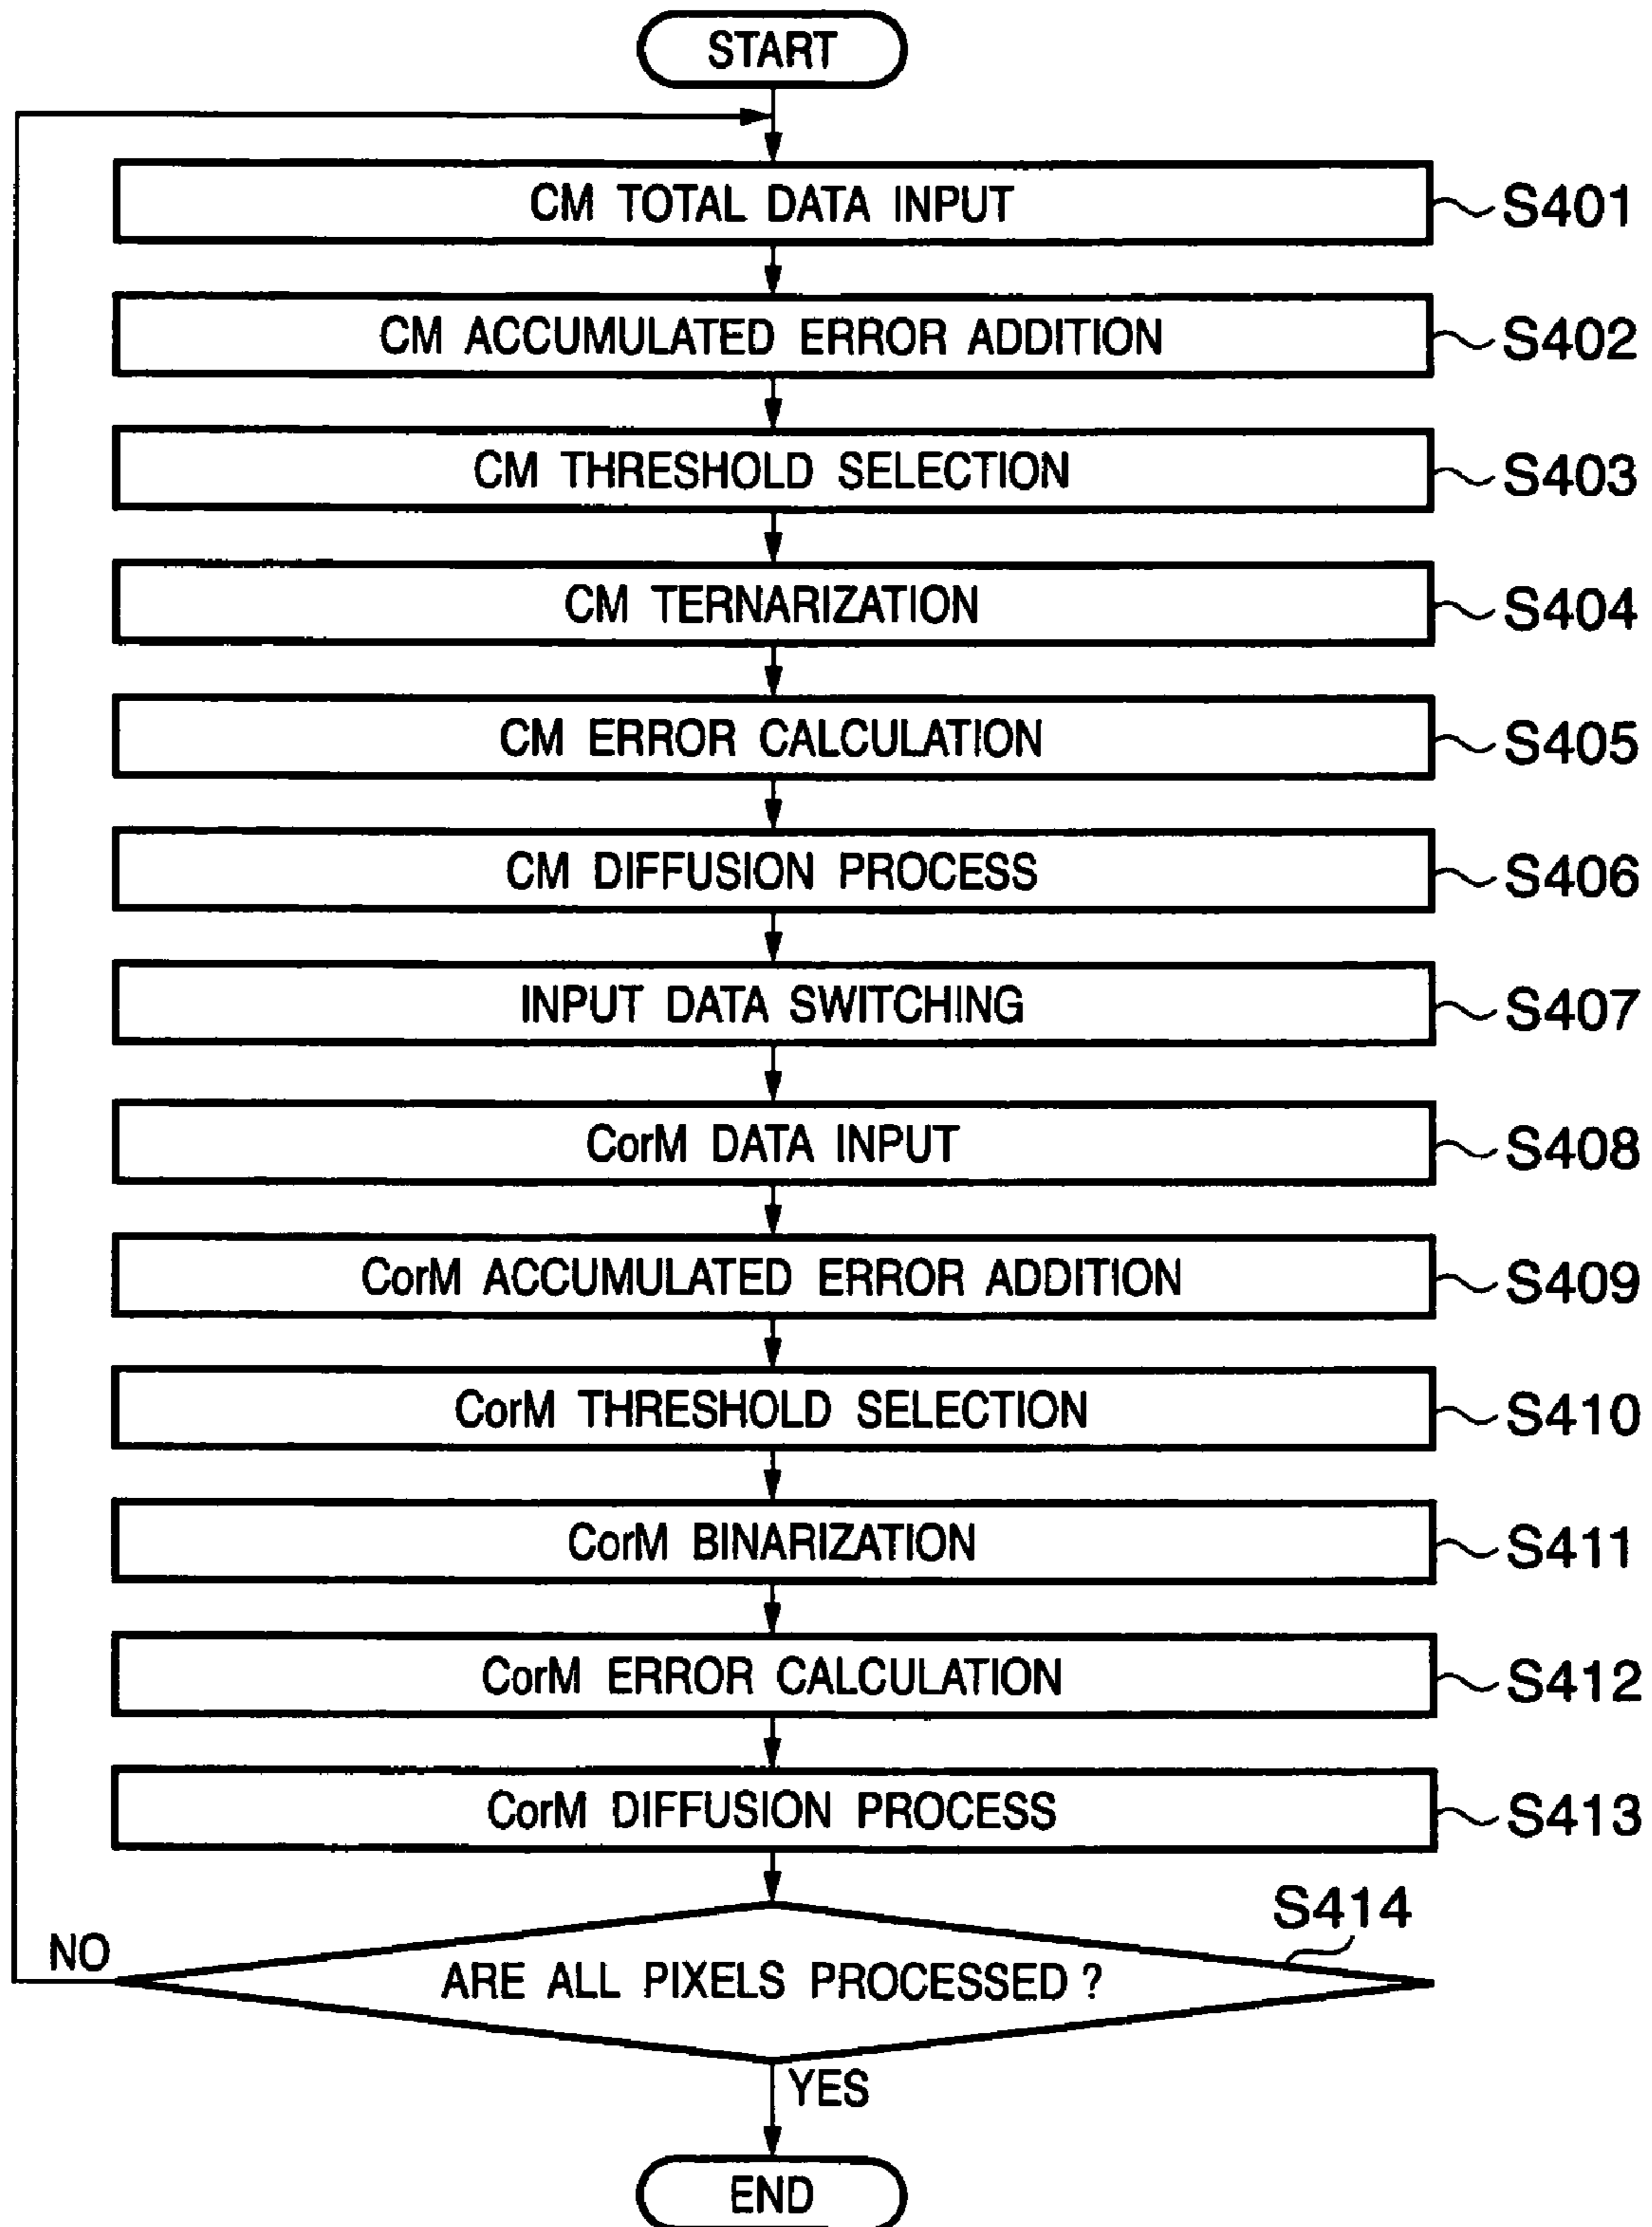 START
CM TOTAL DATA INPUT
S401
CM ACCUMULATED ERROR ADDITION
S402
CM THRESHOLD SELECTION
S403
CM TERNARIZATION
S404
CM ERROR CALCULATION
S405
CM DIFFUSION PROCESS
S406
INPUT DATA SWITCHING
S407
CorM DATA INPUT
S408
CorM ACCUMULATED ERROR ADDITION
S409
CorM THRESHOLD SELECTION
S410
CorM BINARIZATION
S411
CorM ERROR CALCULATION
S412
CorM DIFFUSION PROCESS
S413
S414
NO
ARE ALL PIXELS PROCESSED ?
YES
END